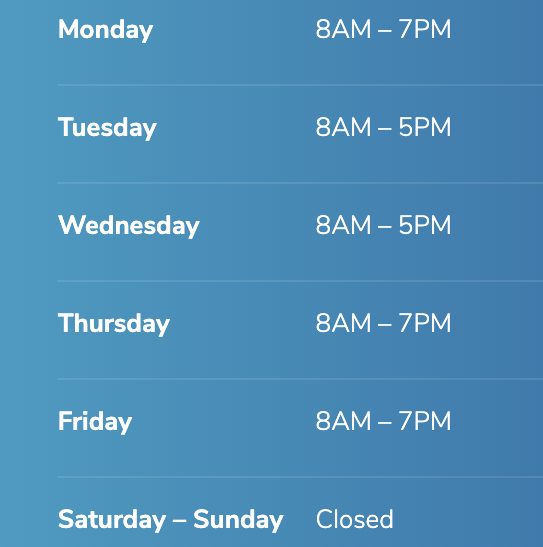 Monday 8AM – 7PM
Tuesday 8AM – 5PM
Wednesday 8AM – 5PM
Thursday 8AM – 7PM
Friday 8AM – 7PM
Saturday – Sunday Closed